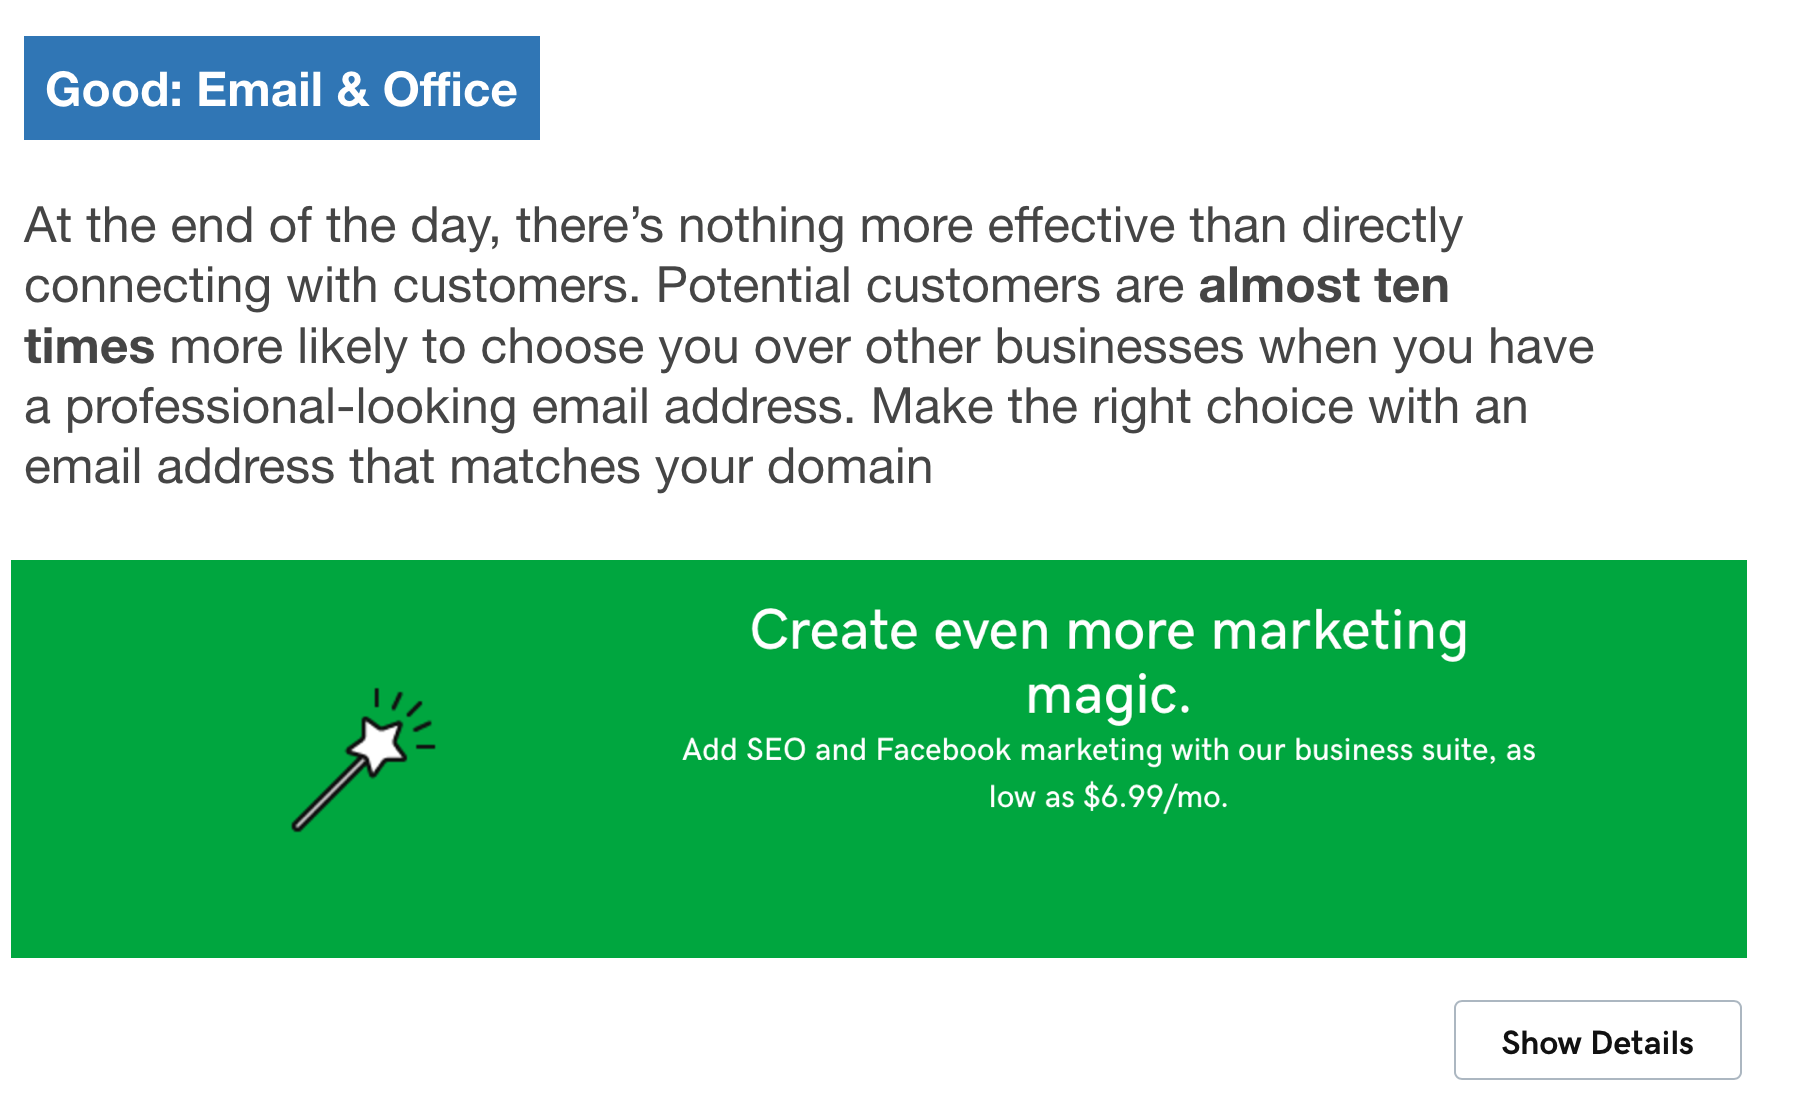 Good: Email & Office
At the end of the day, there’s nothing more effective than directly
connecting with customers. Potential customers are almost ten
times more likely to choose you over other businesses when you have
a professional-looking email address. Make the right choice with an
email address that matches your domain
Create even more marketing
magic.
Add SEO and Facebook marketing with our business suite, as
low as $6.99/mo.
Show Details